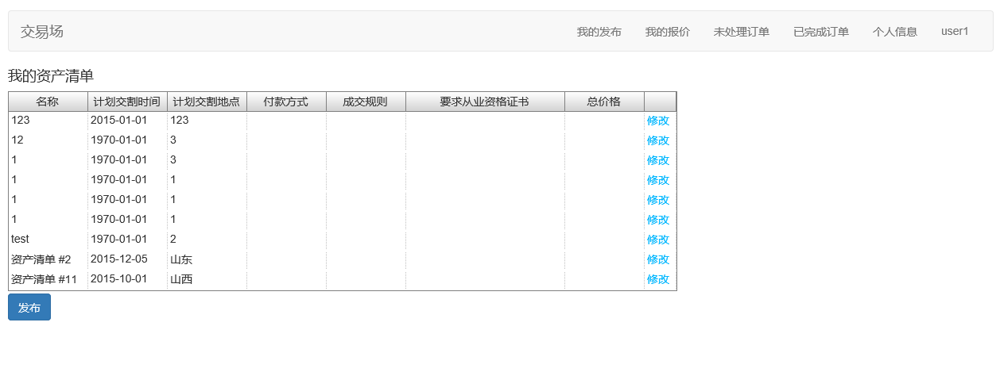 交易场 我的发布 我的报价 未处理订单 已完成订单 个人信息 user1
我的资产清单
名称 计划交割时间 计划交割地点 付款方式 成交规则 要求从业资格证书 总价格
123 2015-01-01 123 修改
12 1970-01-01 3 修改
1 1970-01-01 3 修改
1 1970-01-01 1 修改
1 1970-01-01 1 修改
1 1970-01-01 1 修改
test 1970-01-01 2 修改
资产清单 #2 2015-12-05 山东 修改
资产清单 #11 2015-10-01 山西 修改
发布